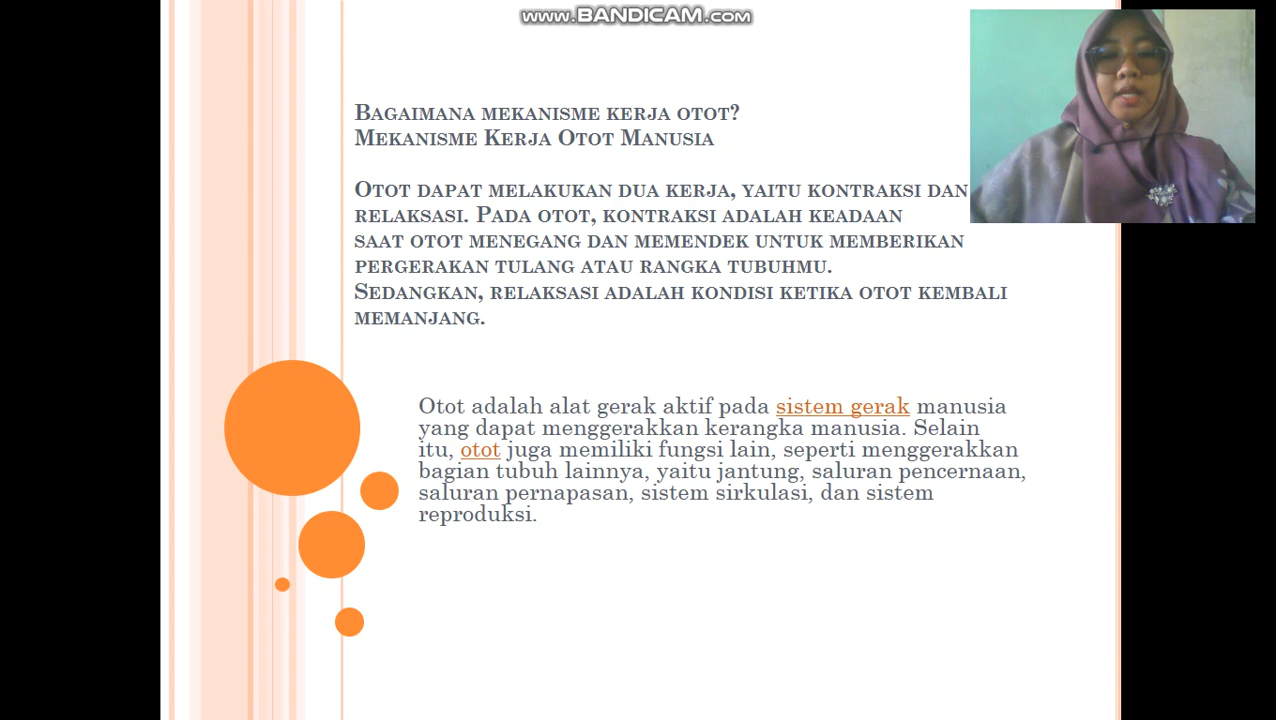 www.BANDICAM.com
Bagaimana mekanisme kerja otot?
Mekanisme Kerja Otot Manusia
Otot dapat melakukan dua kerja, yaitu kontraksi dan
relaksasi. Pada otot, kontraksi adalah keadaan
saat otot menegang dan memendek untuk memberikan
pergerakan tulang atau rangka tubuhmu.
Sedangkan, relaksasi adalah kondisi ketika otot kembali
memanjang.
Otot adalah alat gerak aktif pada sistem gerak manusia
yang dapat menggerakkan kerangka manusia. Selain
itu, otot juga memiliki fungsi lain, seperti menggerakkan
bagian tubuh lainnya, yaitu jantung, saluran pencernaan,
saluran pernapasan, sistem sirkulasi, dan sistem
reproduksi.